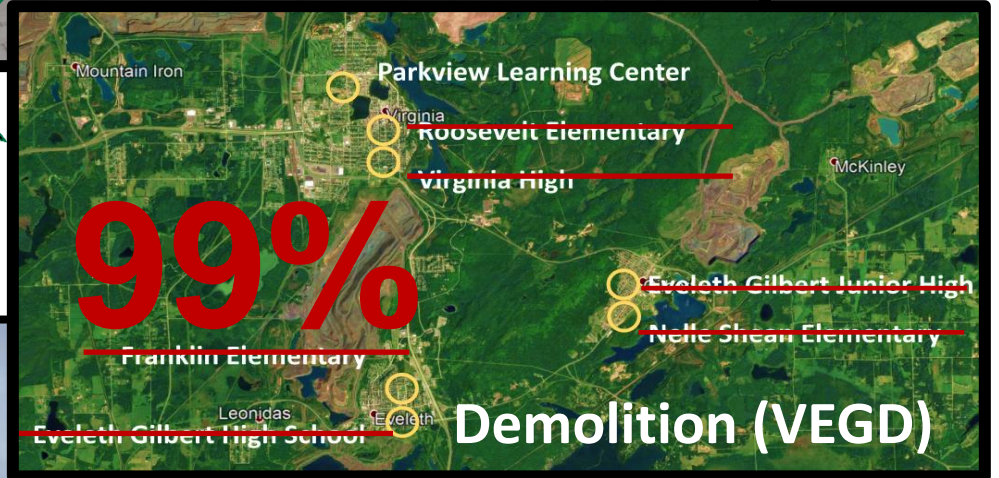 Mountain Iron
Parkview Learning Center
Virginia
Roosevelt Elementary
Virginia High
McKinley
99%
Eveleth Gilbert Junior High
Nelle Shean Elementary
Franklin Elementary
Leonidas
Eveleth
Eveleth Gilbert High School
Demolition (VEGD)